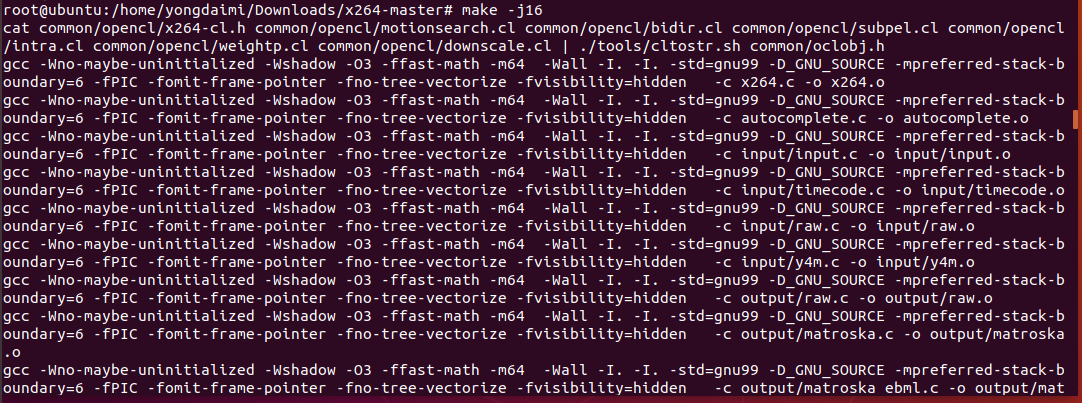 root@ubuntu:/home/yongdaimi/Downloads/x264-master# make -j16
cat common/opencl/x264-cl.h common/opencl/motionsearch.cl common/opencl/bidir.cl common/opencl/subpel.cl common/opencl
/intra.cl common/opencl/weightp.cl common/opencl/downscale.cl | ./tools/cltostr.sh common/oclobj.h
gcc -Wno-maybe-uninitialized -Wshadow -O3 -ffast-math -m64  -Wall -I. -I. -std=gnu99 -D_GNU_SOURCE -mpreferred-stack-b
oundary=6 -fPIC -fomit-frame-pointer -fno-tree-vectorize -fvisibility=hidden   -c x264.c -o x264.o
gcc -Wno-maybe-uninitialized -Wshadow -O3 -ffast-math -m64  -Wall -I. -I. -std=gnu99 -D_GNU_SOURCE -mpreferred-stack-b
oundary=6 -fPIC -fomit-frame-pointer -fno-tree-vectorize -fvisibility=hidden   -c autocomplete.c -o autocomplete.o
gcc -Wno-maybe-uninitialized -Wshadow -O3 -ffast-math -m64  -Wall -I. -I. -std=gnu99 -D_GNU_SOURCE -mpreferred-stack-b
oundary=6 -fPIC -fomit-frame-pointer -fno-tree-vectorize -fvisibility=hidden   -c input/input.c -o input/input.o
gcc -Wno-maybe-uninitialized -Wshadow -O3 -ffast-math -m64  -Wall -I. -I. -std=gnu99 -D_GNU_SOURCE -mpreferred-stack-b
oundary=6 -fPIC -fomit-frame-pointer -fno-tree-vectorize -fvisibility=hidden   -c input/timecode.c -o input/timecode.o
gcc -Wno-maybe-uninitialized -Wshadow -O3 -ffast-math -m64  -Wall -I. -I. -std=gnu99 -D_GNU_SOURCE -mpreferred-stack-b
oundary=6 -fPIC -fomit-frame-pointer -fno-tree-vectorize -fvisibility=hidden   -c input/raw.c -o input/raw.o
gcc -Wno-maybe-uninitialized -Wshadow -O3 -ffast-math -m64  -Wall -I. -I. -std=gnu99 -D_GNU_SOURCE -mpreferred-stack-b
oundary=6 -fPIC -fomit-frame-pointer -fno-tree-vectorize -fvisibility=hidden   -c input/y4m.c -o input/y4m.o
gcc -Wno-maybe-uninitialized -Wshadow -O3 -ffast-math -m64  -Wall -I. -I. -std=gnu99 -D_GNU_SOURCE -mpreferred-stack-b
oundary=6 -fPIC -fomit-frame-pointer -fno-tree-vectorize -fvisibility=hidden   -c output/raw.c -o output/raw.o
gcc -Wno-maybe-uninitialized -Wshadow -O3 -ffast-math -m64  -Wall -I. -I. -std=gnu99 -D_GNU_SOURCE -mpreferred-stack-b
oundary=6 -fPIC -fomit-frame-pointer -fno-tree-vectorize -fvisibility=hidden   -c output/matroska.c -o output/matroska
.o
gcc -Wno-maybe-uninitialized -Wshadow -O3 -ffast-math -m64  -Wall -I. -I. -std=gnu99 -D_GNU_SOURCE -mpreferred-stack-b
oundary=6 -fPIC -fomit-frame-pointer -fno-tree-vectorize -fvisibility=hidden   -c output/matroska_ebml.c -o output/mat